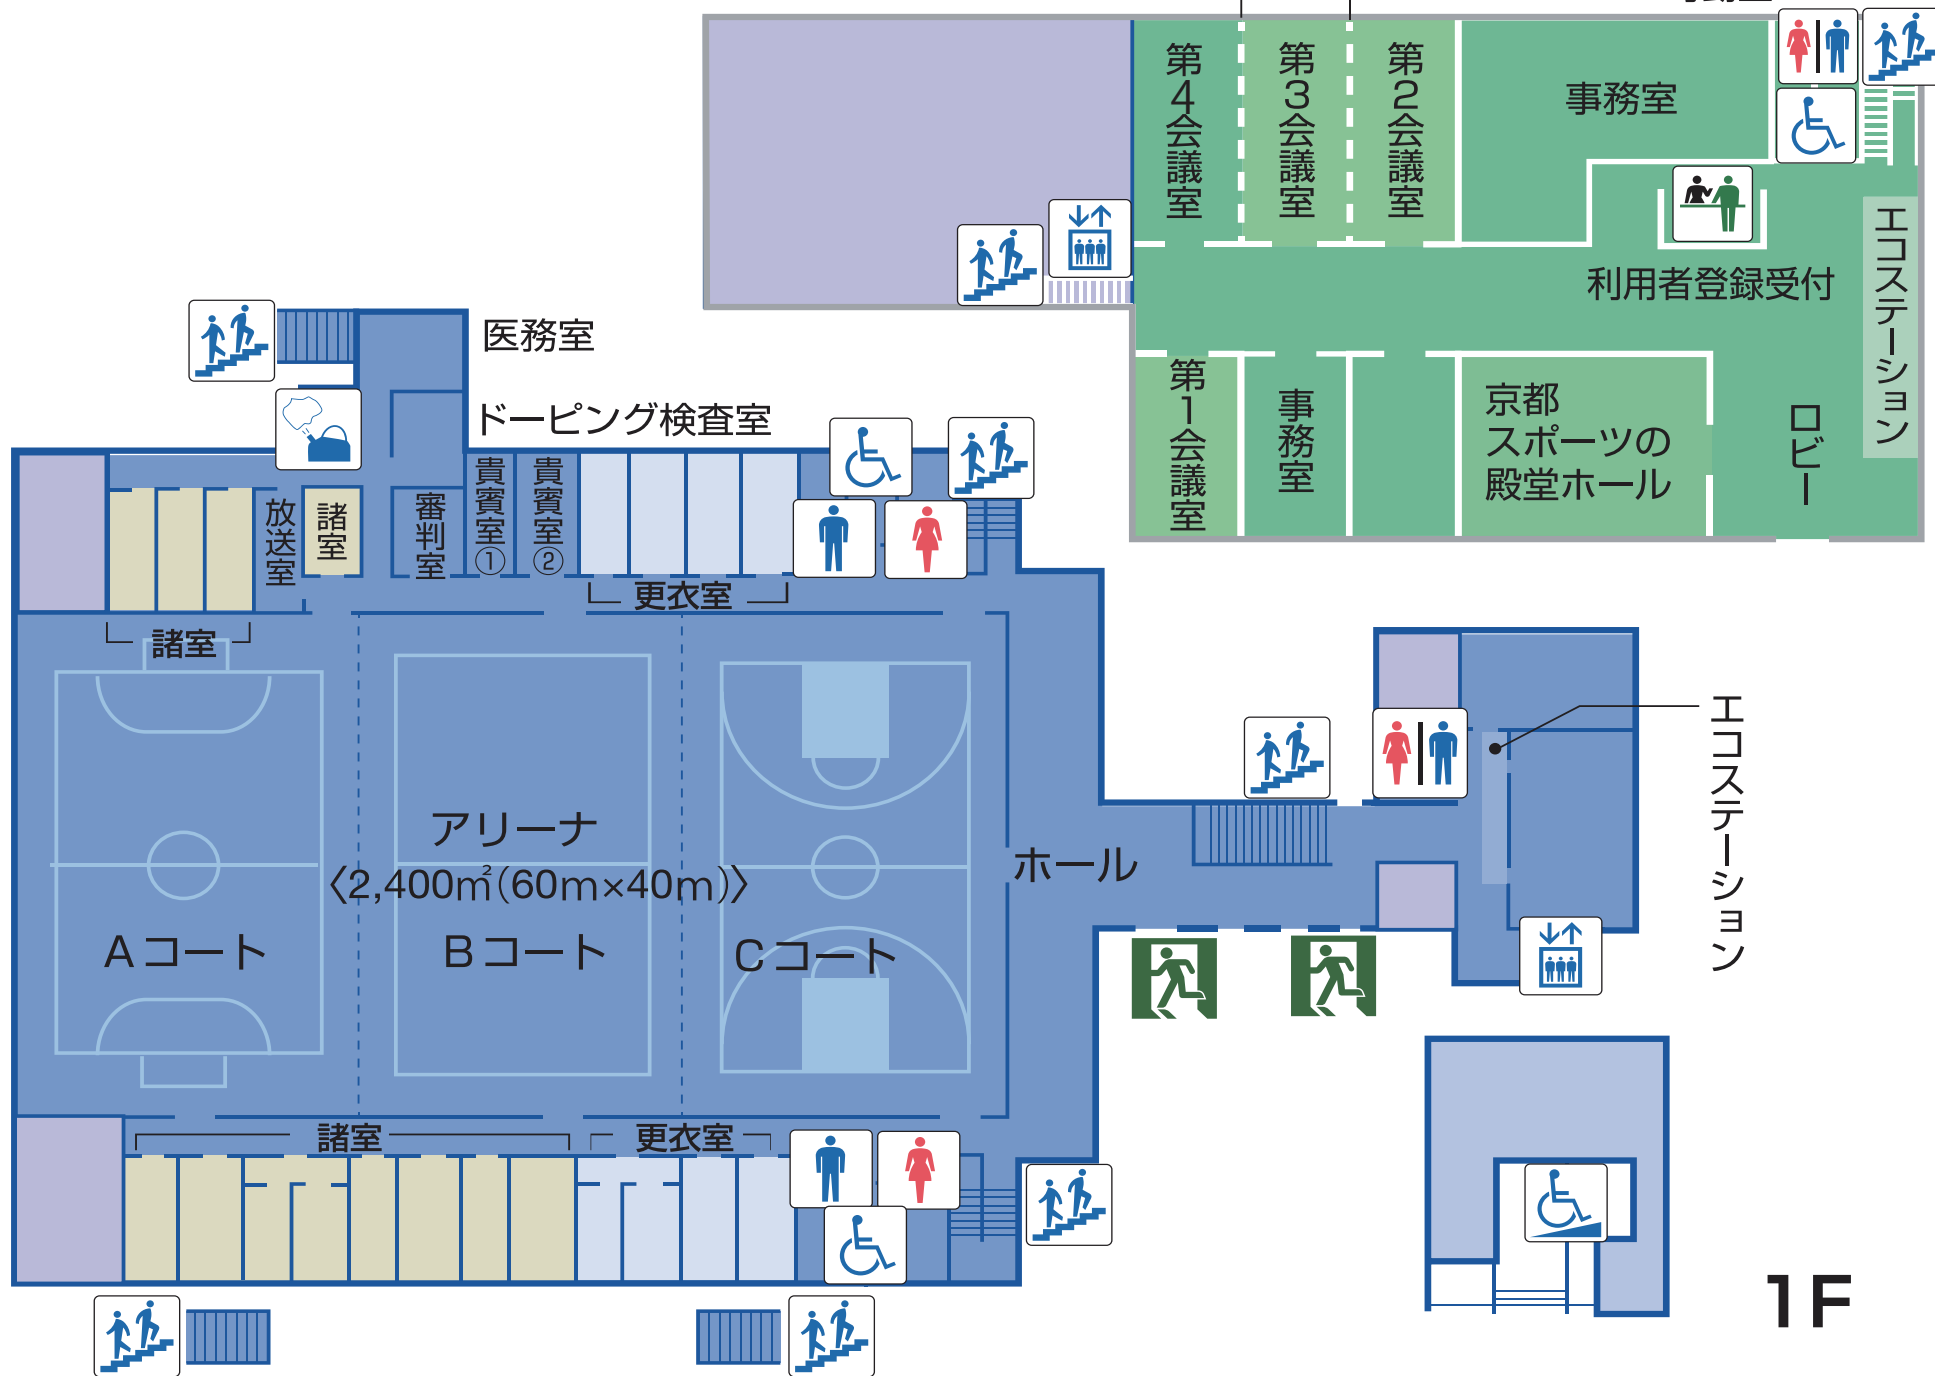 第4会議室
第3会議室
第2会議室
事務室
利用者登録受付
エコステーション
第1会議室
事務室
京都
スポーツの
殿堂ホール
ロビー
医務室
ドーピング検査室
放送室
諸室
審判室
貴賓室①
貴賓室②
更衣室
諸室
アリーナ
〈2,400㎡(60m×40m)〉
Aコート
Bコート
Cコート
ホール
エコステーション
諸室
更衣室
1F